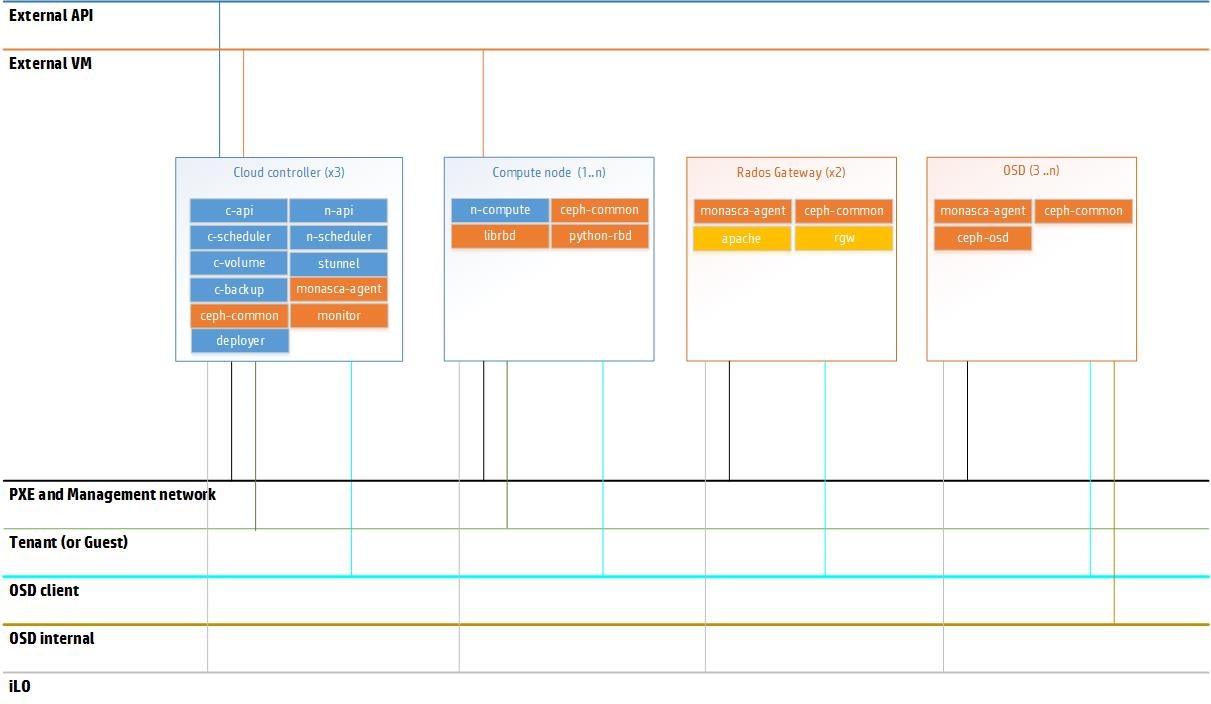 External API
External VM
Cloud controller (x3)
c-api
n-api
c-scheduler
n-scheduler
c-volume
stunnel
c-backup
monasca-agent
ceph-common
monitor
deployer
Compute node (1..n)
n-compute
ceph-common
librbd
python-rbd
Rados Gateway (x2)
monasca-agent
ceph-common
apache
rgw
OSD (3 ..n)
monasca-agent
ceph-common
ceph-osd
PXE and Management network
Tenant (or Guest)
OSD client
OSD internal
iLO